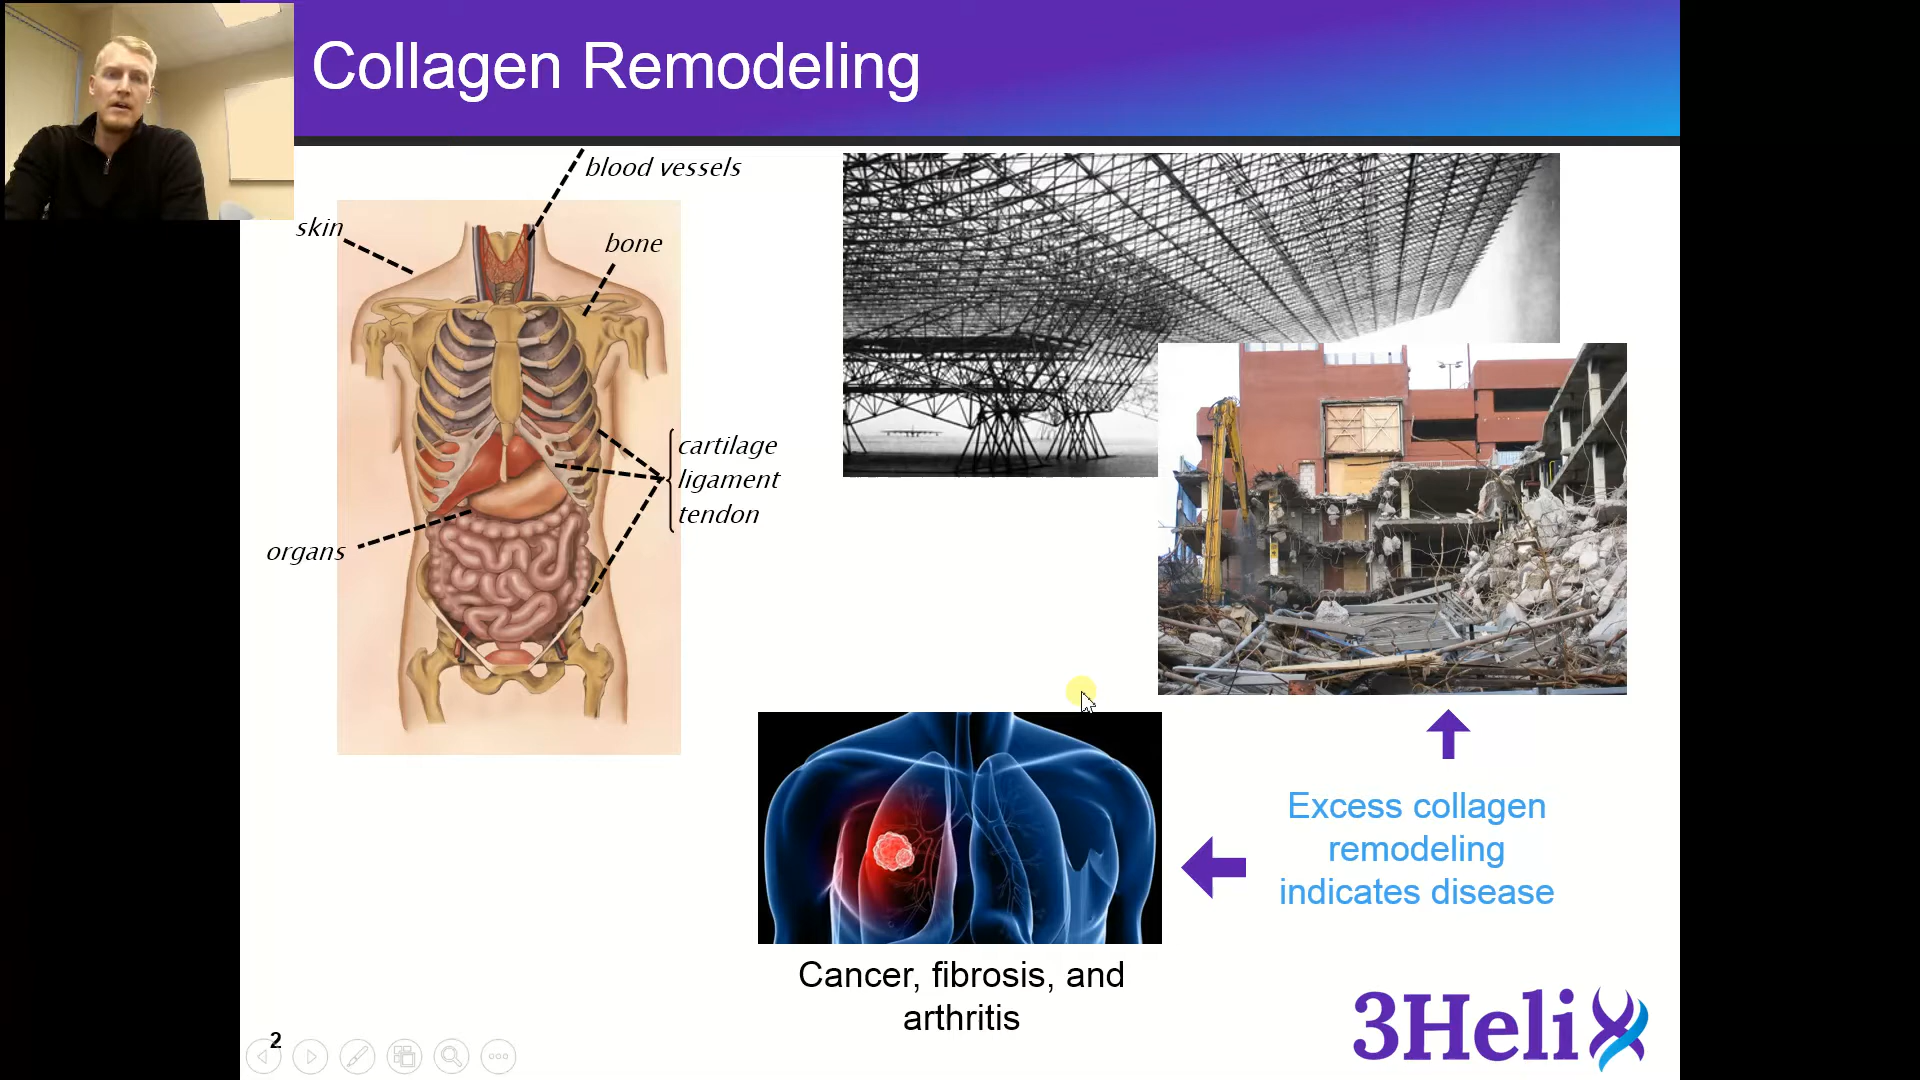 Collagen Remodeling
blood vessels
skin
bone
cartilage
ligament
tendon
organs
Excess collagen
remodeling
indicates disease
Cancer, fibrosis, and
arthritis
3Helix
2